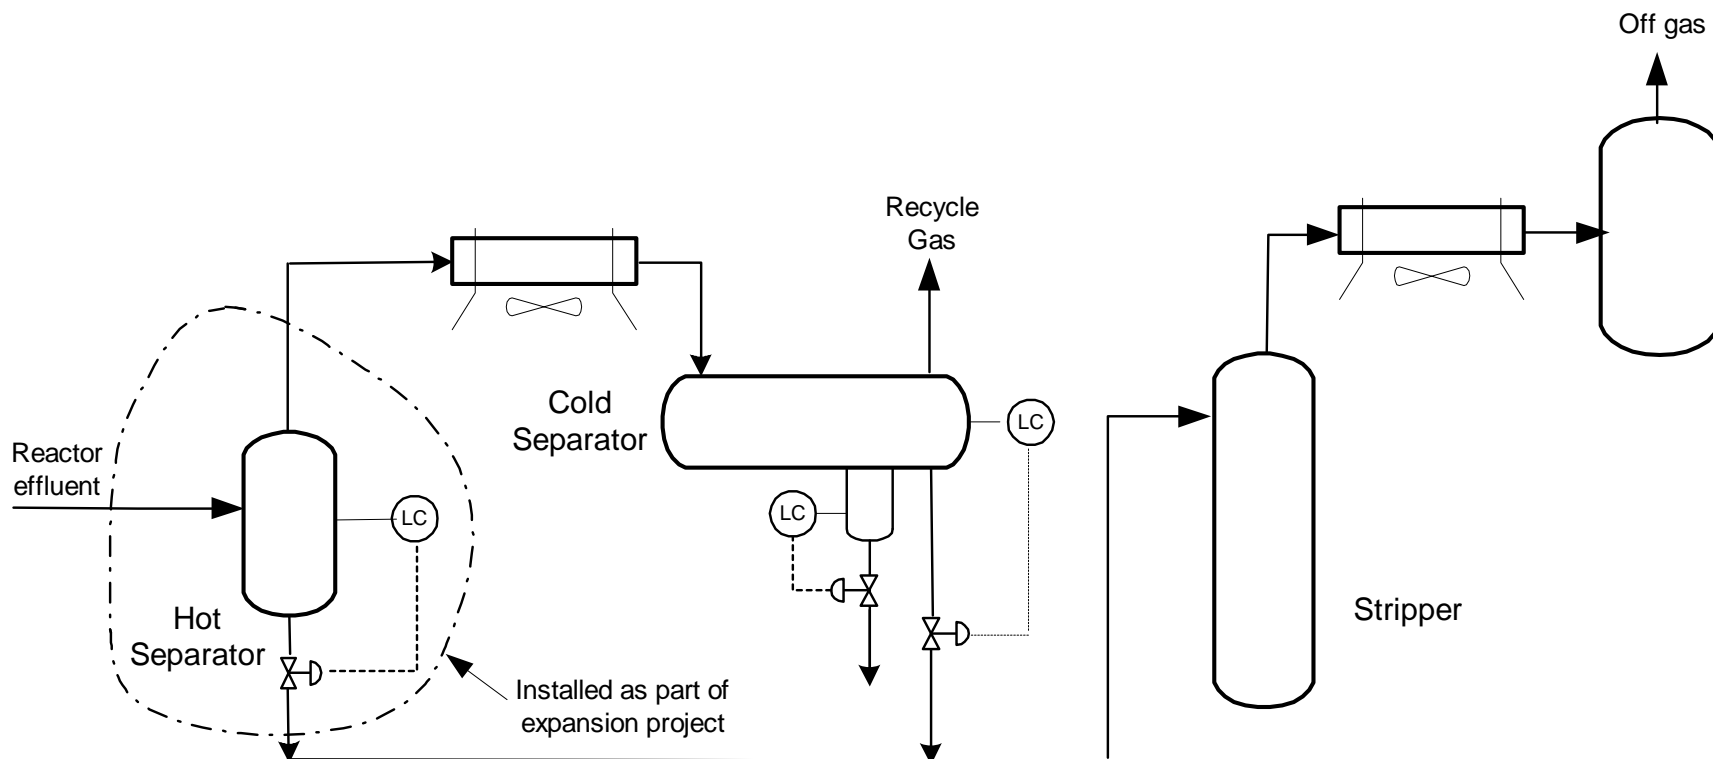 Off gas
Recycle
Gas
Cold
Separator
LC
Reactor
effluent
LC
LC
Hot
Separator
Stripper
Installed as part of
expansion project